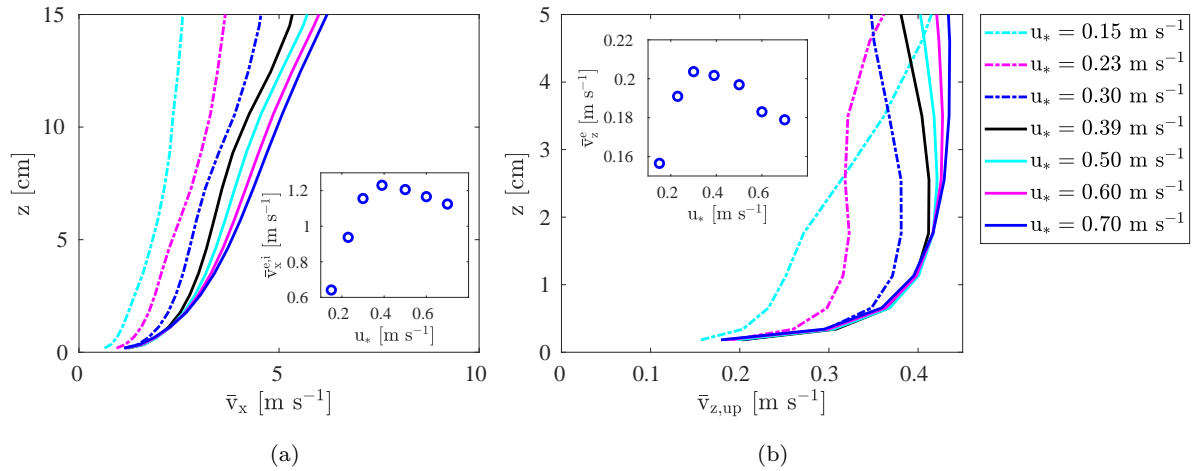 15
10
5
0
z [cm]
0
5
10
v̄x [m s⁻¹]
1.2
1
0.8
0.6
v̄x^e,i [m s⁻¹]
0.2 0.4 0.6
u* [m s⁻¹]
(a)
5
4
3
2
1
0
z [cm]
0 0.1 0.2 0.3 0.4
v̄z,up [m s⁻¹]
0.22
0.2
0.18
0.16
v̄z^e [m s⁻¹]
0.2 0.4 0.6
u* [m s⁻¹]
(b)
u* = 0.15 m s⁻¹
u* = 0.23 m s⁻¹
u* = 0.30 m s⁻¹
u* = 0.39 m s⁻¹
u* = 0.50 m s⁻¹
u* = 0.60 m s⁻¹
u* = 0.70 m s⁻¹